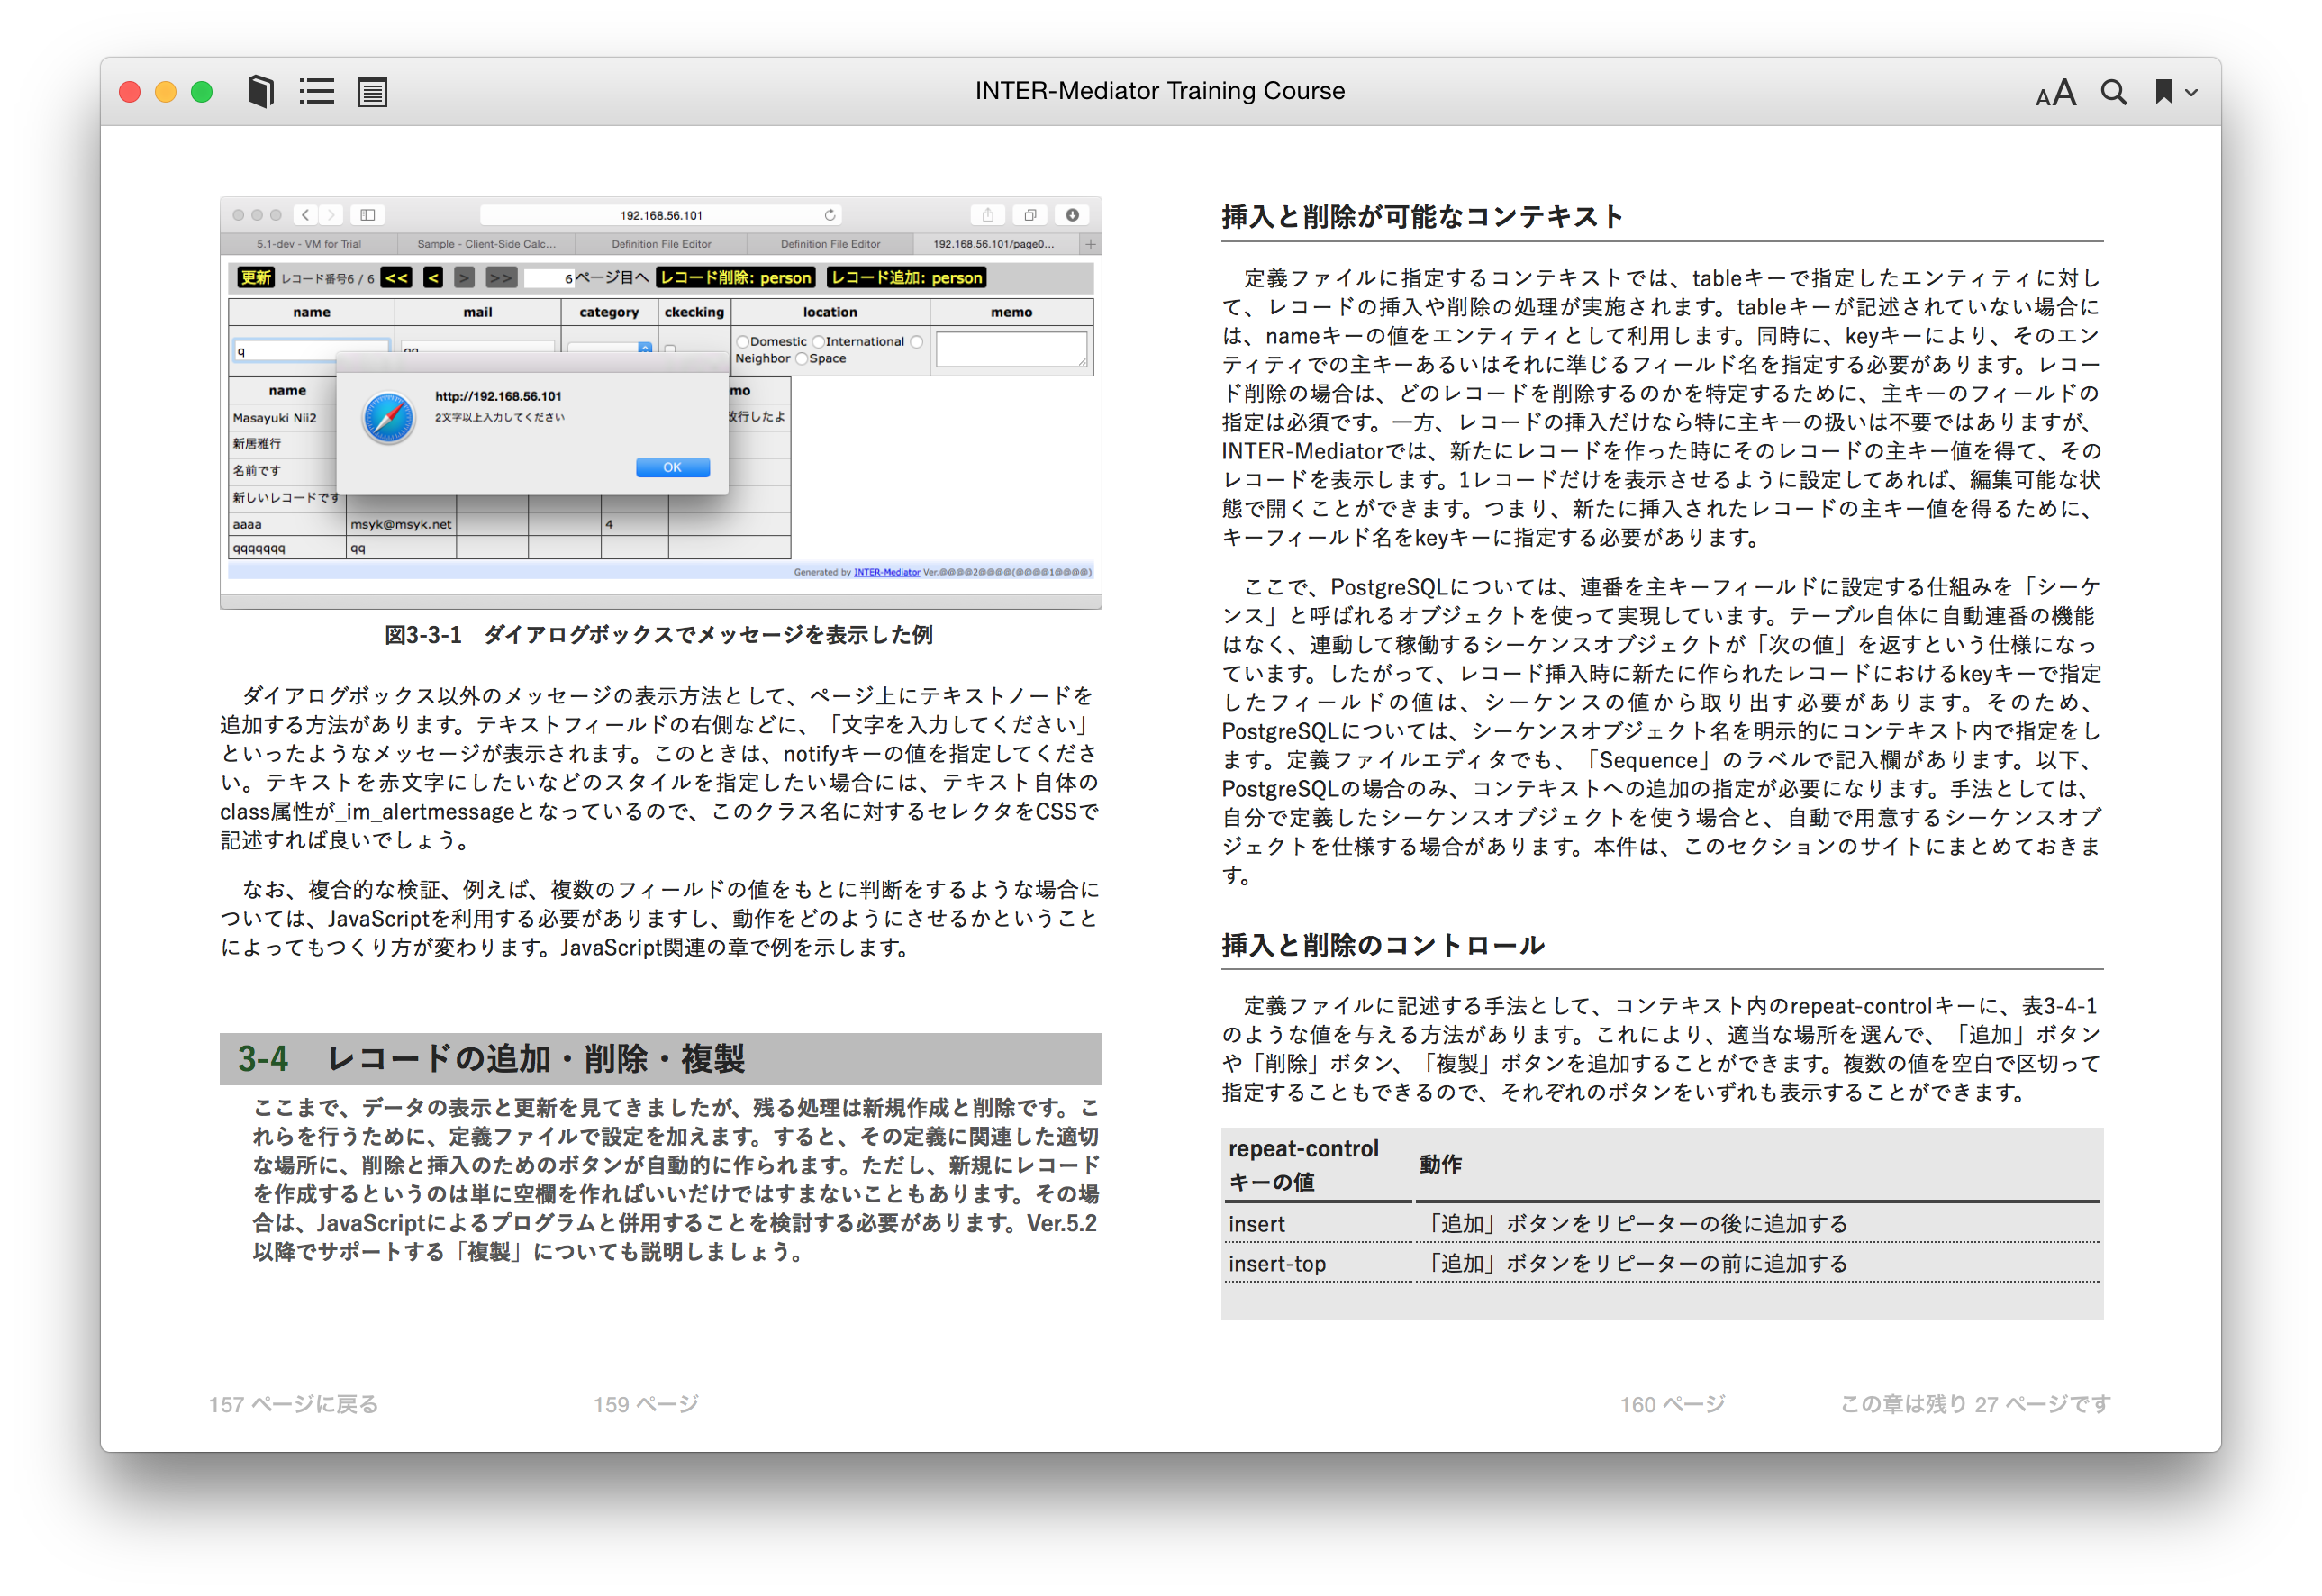 INTER-Mediator Training Course
AA
192.168.56.101
5.1-dev - VM for Trial
Sample - Client-Side Calc...
Definition File Editor
Definition File Editor
192.168.56.101/page0...
更新 レコード番号6 / 6 << < > >> 6 ページ目へ レコード削除: person レコード追加: person
name mail category ckecking location memo
q qq Domestic International
Neighbor Space
name mo
Masayuki Nii2 改行したよ
新居雅行
名前です
新しいレコードです
http://192.168.56.101
2文字以上入力してください
OK
aaaa msyk@msyk.net 4
qqqqqqq qq
Generated by INTER-Mediator Ver.@@@@2@@@@(@@@@1@@@@)
図3-3-1 ダイアログボックスでメッセージを表示した例
ダイアログボックス以外のメッセージの表示方法として、ページ上にテキストノードを
追加する方法があります。テキストフィールドの右側などに、「文字を入力してください」
といったようなメッセージが表示されます。このときは、notifyキーの値を指定してくださ
い。テキストを赤文字にしたいなどのスタイルを指定したい場合には、テキスト自体の
class属性が_im_alertmessageとなっているので、このクラス名に対するセレクタをCSSで
記述すれば良いでしょう。
なお、複合的な検証、例えば、複数のフィールドの値をもとに判断をするような場合に
ついては、JavaScriptを利用する必要がありますし、動作をどのようにさせるかということ
によってもつくり方が変わります。JavaScript関連の章で例を示します。
3-4 レコードの追加・削除・複製
ここまで、データの表示と更新を見てきましたが、残る処理は新規作成と削除です。こ
れらを行うために、定義ファイルで設定を加えます。すると、その定義に関連した適切
な場所に、削除と挿入のためのボタンが自動的に作られます。ただし、新規にレコード
を作成するというのは単に空欄を作ればいいだけではすまないこともあります。その場
合は、JavaScriptによるプログラムと併用することを検討する必要があります。Ver.5.2
以降でサポートする「複製」についても説明しましょう。
157 ページに戻る
159 ページ
挿入と削除が可能なコンテキスト
定義ファイルに指定するコンテキストでは、tableキーで指定したエンティティに対し
て、レコードの挿入や削除の処理が実施されます。tableキーが記述されていない場合に
は、nameキーの値をエンティティとして利用します。同時に、keyキーにより、そのエン
ティティでの主キーあるいはそれに準じるフィールド名を指定する必要があります。レコー
ド削除の場合は、どのレコードを削除するのかを特定するために、主キーのフィールドの
指定は必須です。一方、レコードの挿入だけなら特に主キーの扱いは不要ではありますが、
INTER-Mediatorでは、新たにレコードを作った時にそのレコードの主キー値を得て、その
レコードを表示します。1レコードだけを表示させるように設定してあれば、編集可能な状
態で開くことができます。つまり、新たに挿入されたレコードの主キー値を得るために、
キーフィールド名をkeyキーに指定する必要があります。
ここで、PostgreSQLについては、連番を主キーフィールドに設定する仕組みを「シーケ
ンス」と呼ばれるオブジェクトを使って実現しています。テーブル自体に自動連番の機能
はなく、連動して稼働するシーケンスオブジェクトが「次の値」を返すという仕様になっ
ています。したがって、レコード挿入時に新たに作られたレコードにおけるkeyキーで指定
したフィールドの値は、シーケンスの値から取り出す必要があります。そのため、
PostgreSQLについては、シーケンスオブジェクト名を明示的にコンテキスト内で指定をし
ます。定義ファイルエディタでも、「Sequence」のラベルで記入欄があります。以下、
PostgreSQLの場合のみ、コンテキストへの追加の指定が必要になります。手法としては、
自分で定義したシーケンスオブジェクトを使う場合と、自動で用意するシーケンスオブ
ジェクトを仕様する場合があります。本件は、このセクションのサイトにまとめておきま
す。
挿入と削除のコントロール
定義ファイルに記述する手法として、コンテキスト内のrepeat-controlキーに、表3-4-1
のような値を与える方法があります。これにより、適当な場所を選んで、「追加」ボタン
や「削除」ボタン、「複製」ボタンを追加することができます。複数の値を空白で区切って
指定することもできるので、それぞれのボタンをいずれも表示することができます。
repeat-control
キーの値 動作
insert 「追加」ボタンをリピーターの後に追加する
insert-top 「追加」ボタンをリピーターの前に追加する
160 ページ
この章は残り 27 ページです